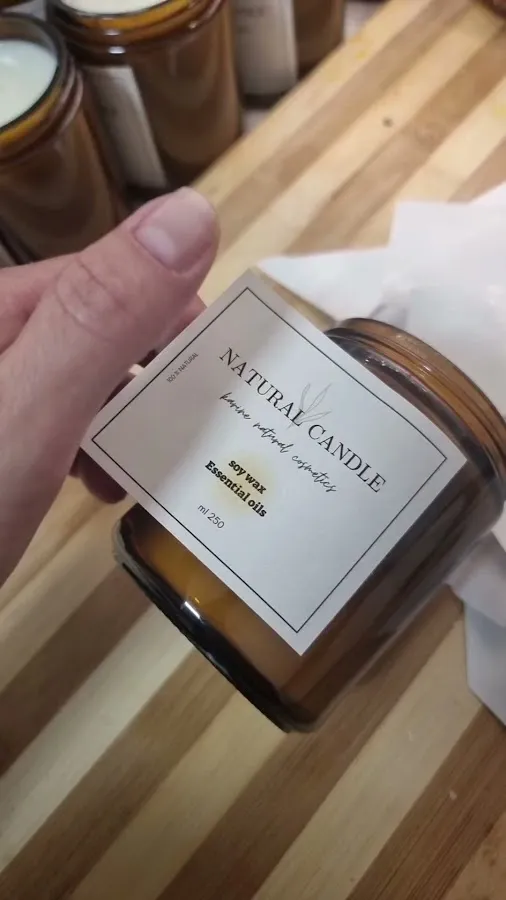 100 % NATURAL
NATURAL CANDLE
karine natural cosmetics
soy wax
Essential oils
ml 250